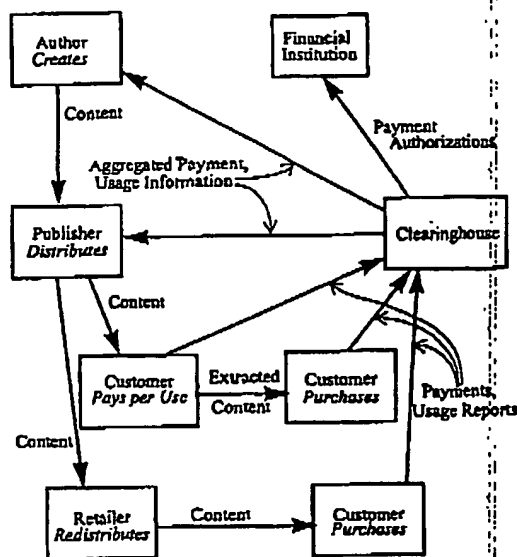 Author
Creates
Financial
Institution
Content
Payment
Authorizations
Aggregated Payment,
Usage Information
Publisher
Distributes
Clearinghouse
Content
Customer
Pays per Use
Extracted
Content
Customer
Purchases
Payments,
Usage Reports
Content
Retailer
Redistributes
Content
Customer
Purchases